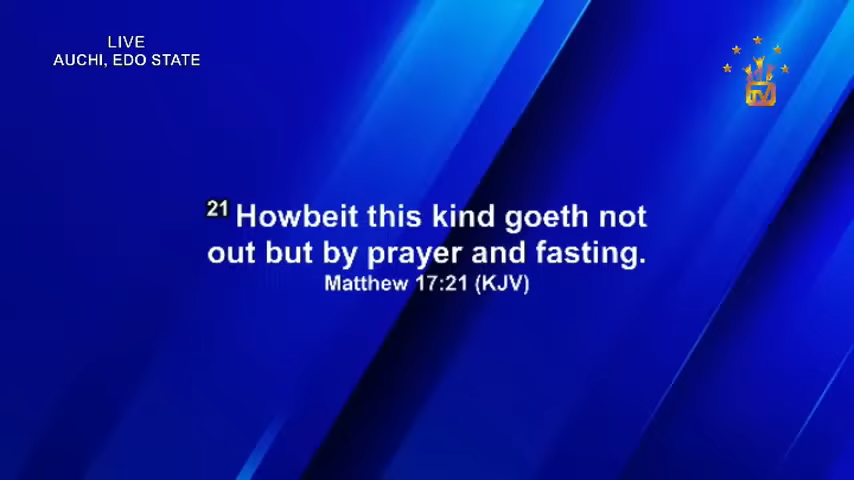 LIVE
AUCHI, EDO STATE
TV
21 Howbeit this kind goeth not
out but by prayer and fasting.
Matthew 17:21 (KJV)